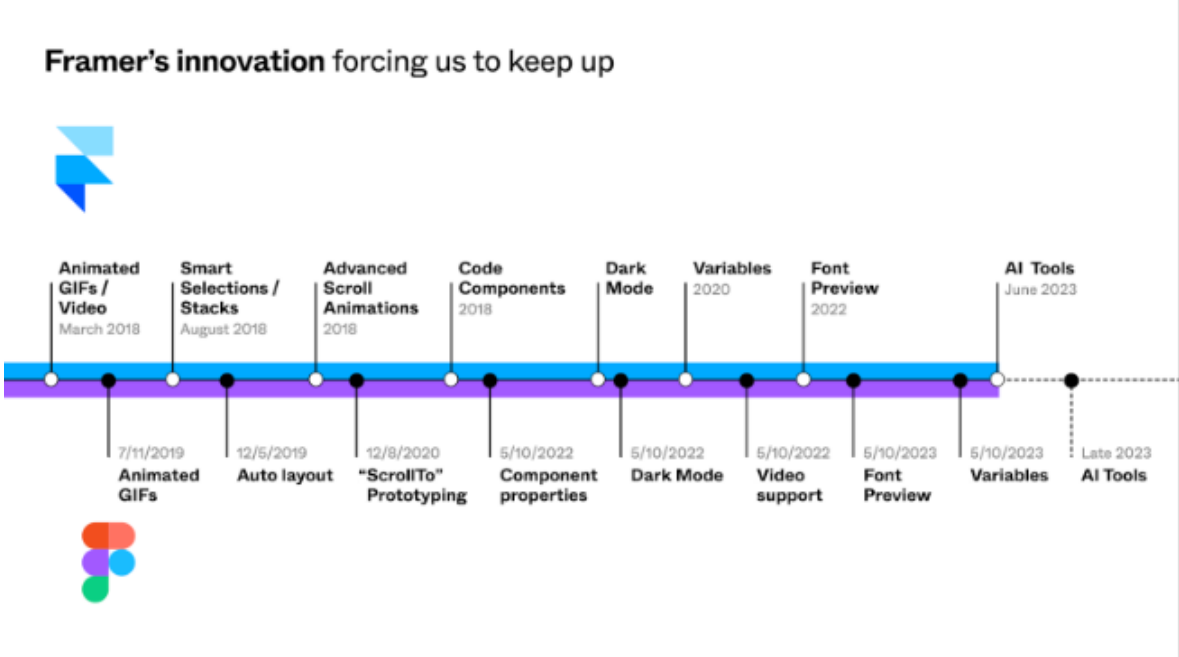 Framer’s innovation forcing us to keep up
Animated
GIFs /
Video
March 2018
Smart
Selections /
Stacks
August 2018
Advanced
Scroll
Animations
2018
Code
Components
2018
Dark
Mode
Variables
2020
Font
Preview
2022
AI Tools
June 2023
7/11/2019
Animated
GIFs
12/5/2019
Auto layout
12/8/2020
“ScrollTo”
Prototyping
5/10/2022
Component
properties
5/10/2022
Dark Mode
5/10/2022
Video
support
5/10/2023
Font
Preview
5/10/2023
Variables
Late 2023
AI Tools